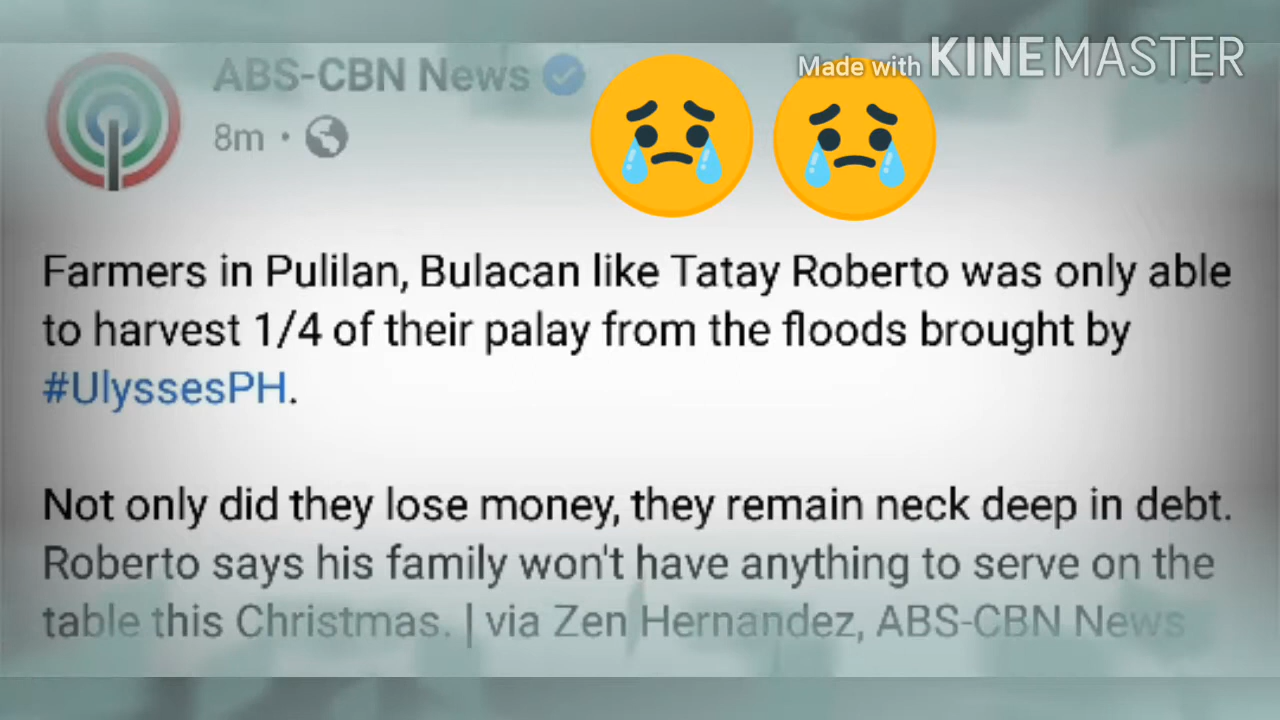 Made with KINEMASTER
ABS-CBN News
8m
Farmers in Pulilan, Bulacan like Tatay Roberto was only able
to harvest 1/4 of their palay from the floods brought by
#UlyssesPH.
Not only did they lose money, they remain neck deep in debt.
Roberto says his family won't have anything to serve on the
table this Christmas. | via Zen Hernandez, ABS-CBN News